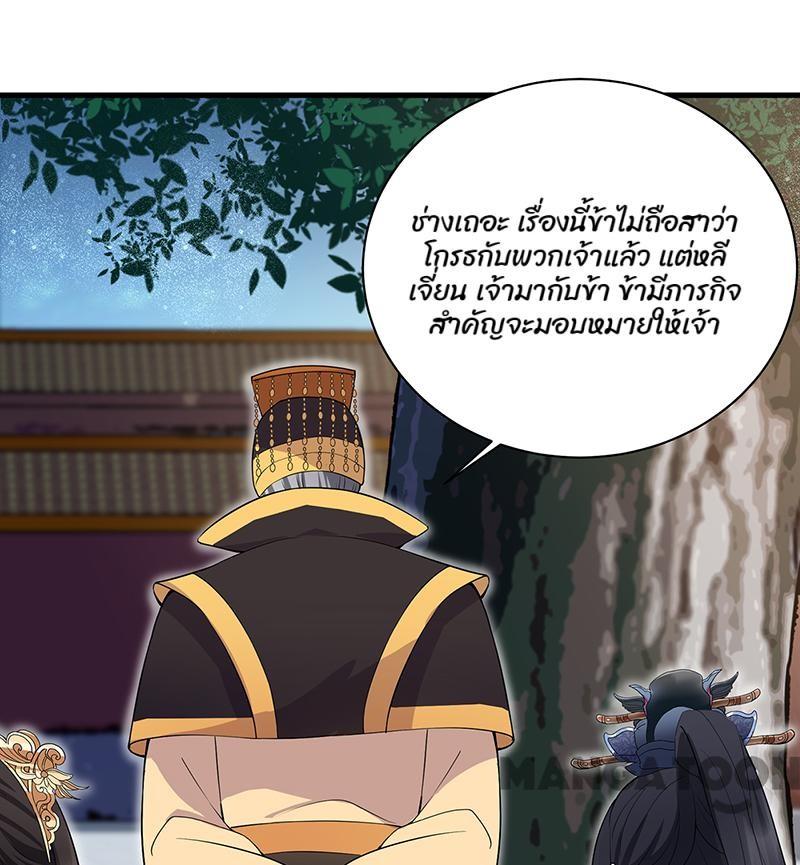 ช่างเถอะ เรื่องนี้ข้าไม่ถือสาว่า
โกรธกับพวกเจ้าแล้ว แต่หลี
เจี่ยน เจ้ามากับข้า ข้ามีภารกิจ
สำคัญจะมอบหมายให้เจ้า
MANGATOON